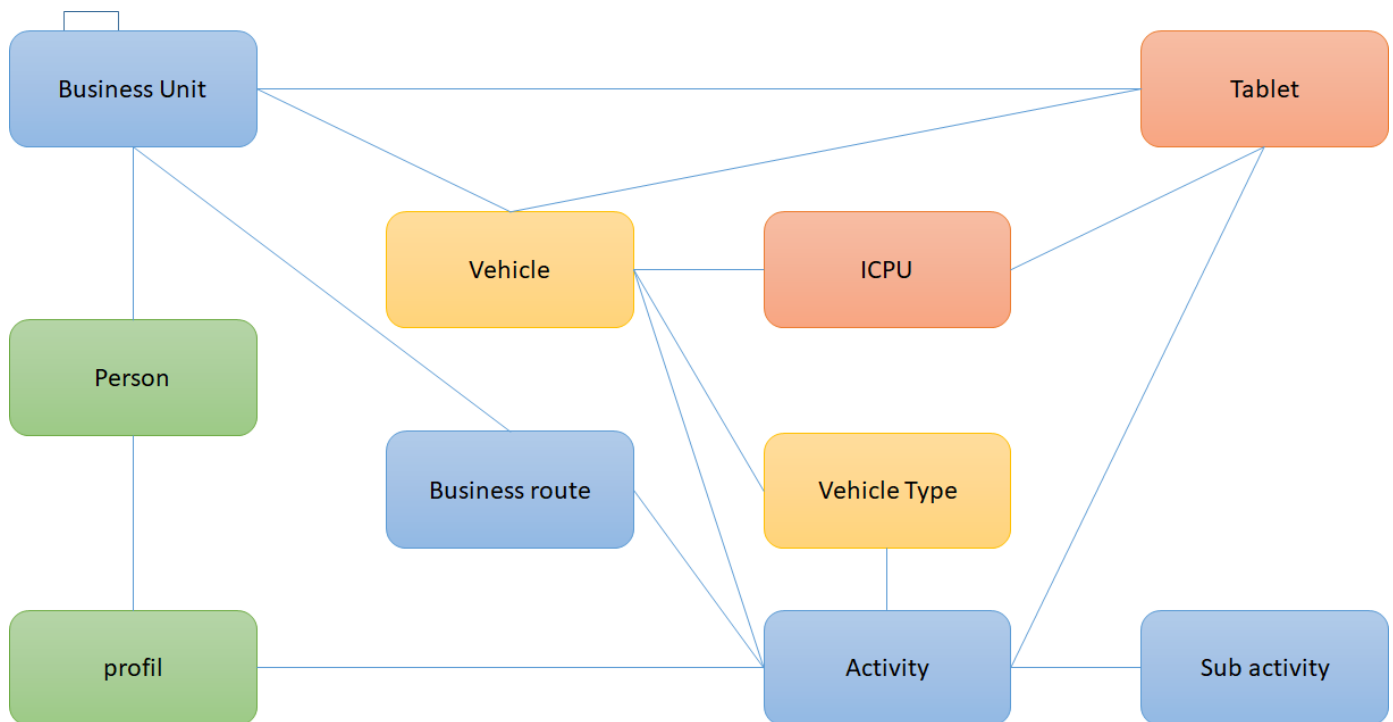 Business Unit
Tablet
Vehicle
ICPU
Person
Business route
Vehicle Type
profil
Activity
Sub activity